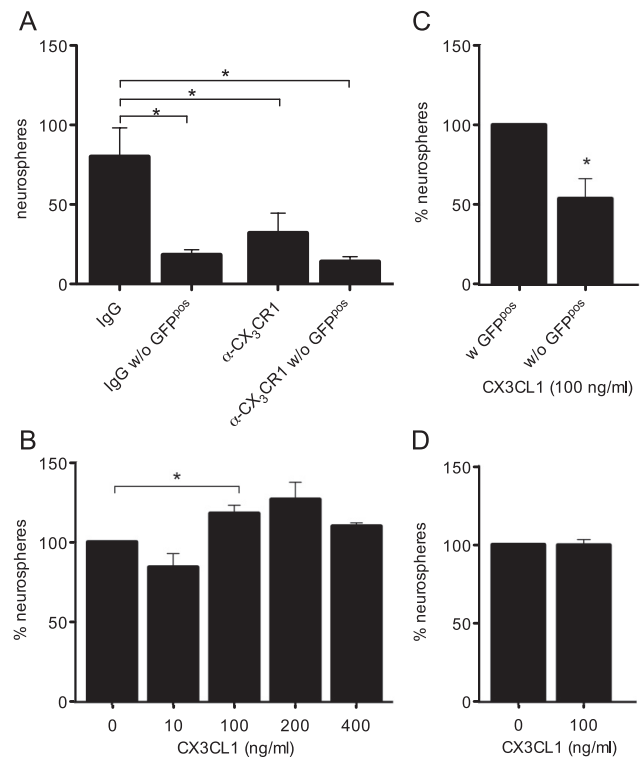 A
neurospheres
150
100
50
0
*
*
*
IgG
IgG w/o GFPpos
α-CX3CR1
α-CX3CR1 w/o GFPpos
C
% neurospheres
150
100
50
0
*
w GFPpos
w/o GFPpos
CX3CL1 (100 ng/ml)
B
% neurospheres
150
100
50
0
*
0 10 100 200 400
CX3CL1 (ng/ml)
D
% neurospheres
150
100
50
0
0 100
CX3CL1 (ng/ml)